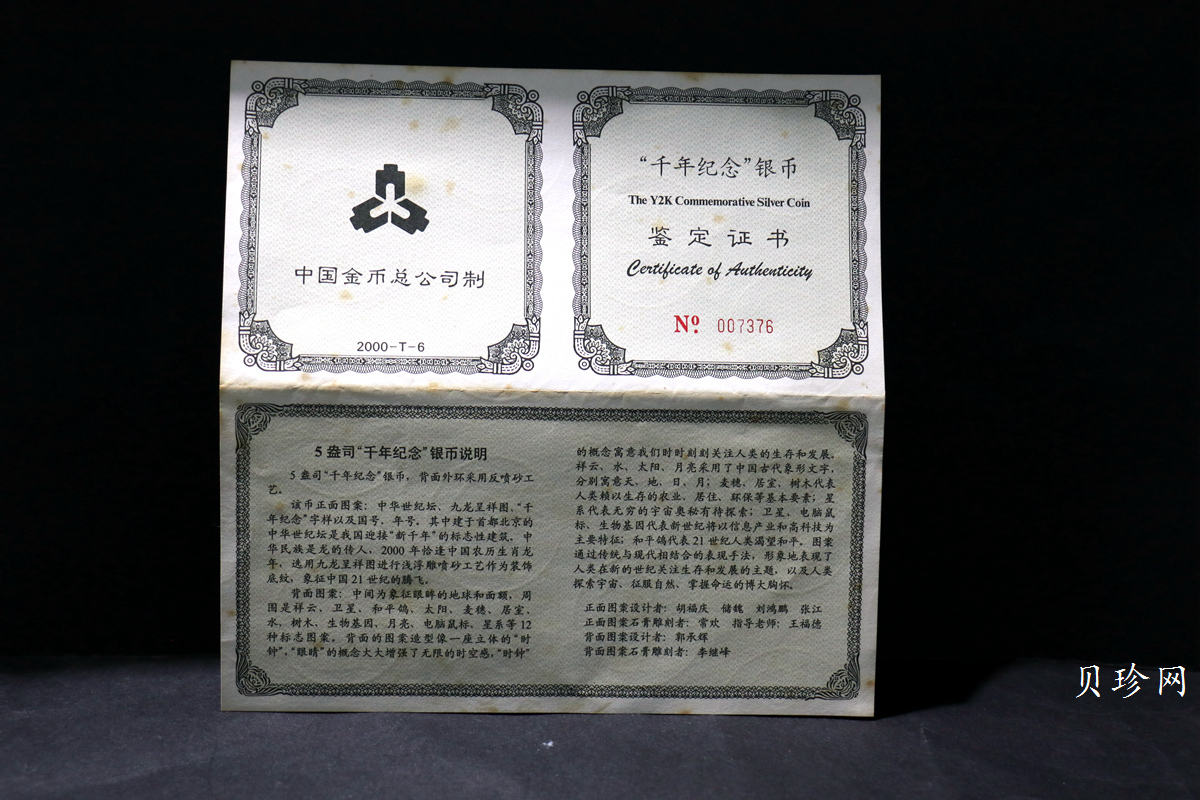 中国金币总公司制
2000-T-6
“千年纪念”银币
The Y2K Commemorative Silver Coin
鉴定证书
Certificate of Authenticity
Nº 007376
5盎司“千年纪念”银币说明
5盎司“千年纪念”银币，背面外环采用反喷砂工
艺。
该币正面图案：中华世纪坛、九龙呈祥图、“千
年纪念”字样以及国号、年号。其中建于首都北京的
中华世纪坛是我国迎接“新千年”的标志性建筑。中
华民族是龙的传人，2000年恰逢中国农历生肖龙
年，选用九龙呈祥图进行浅浮雕喷砂工艺作为装饰
底纹，象征中国21世纪的腾飞。
背面图案：中间为象征眼眸的地球和面额，周
围是祥云、卫星、和平鸽、太阳、麦穗、居室、
水、树木、生物基因、月亮、电脑鼠标、星系等12
种标志图案。背面的图案造型像一座立体的“时
钟”，“眼睛”的概念大大增强了无限的时空感，“时钟”
的概念寓意我们时时刻刻关注人类的生存和发展。
祥云、水、太阳、月亮采用了中国古代象形文字，
分别寓意天、地、日、月；麦穗、居室、树木代表
人类赖以生存的农业、居住、环保等基本要素；星
系代表无穷的宇宙奥秘有待探索；卫星、电脑鼠
标、生物基因代表新世纪将以信息产业和高科技为
主要特征；和平鸽代表21世纪人类渴望和平。图案
通过传统与现代相结合的表现手法，形象地表现了
人类在新的世纪关注生存和发展的主题，以及人类
探索宇宙、征服自然、掌握命运的博大胸怀。
正面图案设计者：胡福庆 储魏 刘鸿鹏 张江
正面图案石膏雕刻者：常欢 指导老师：王福德
背面图案设计者：郭承辉
背面图案石膏雕刻者：李继峰
贝珍网